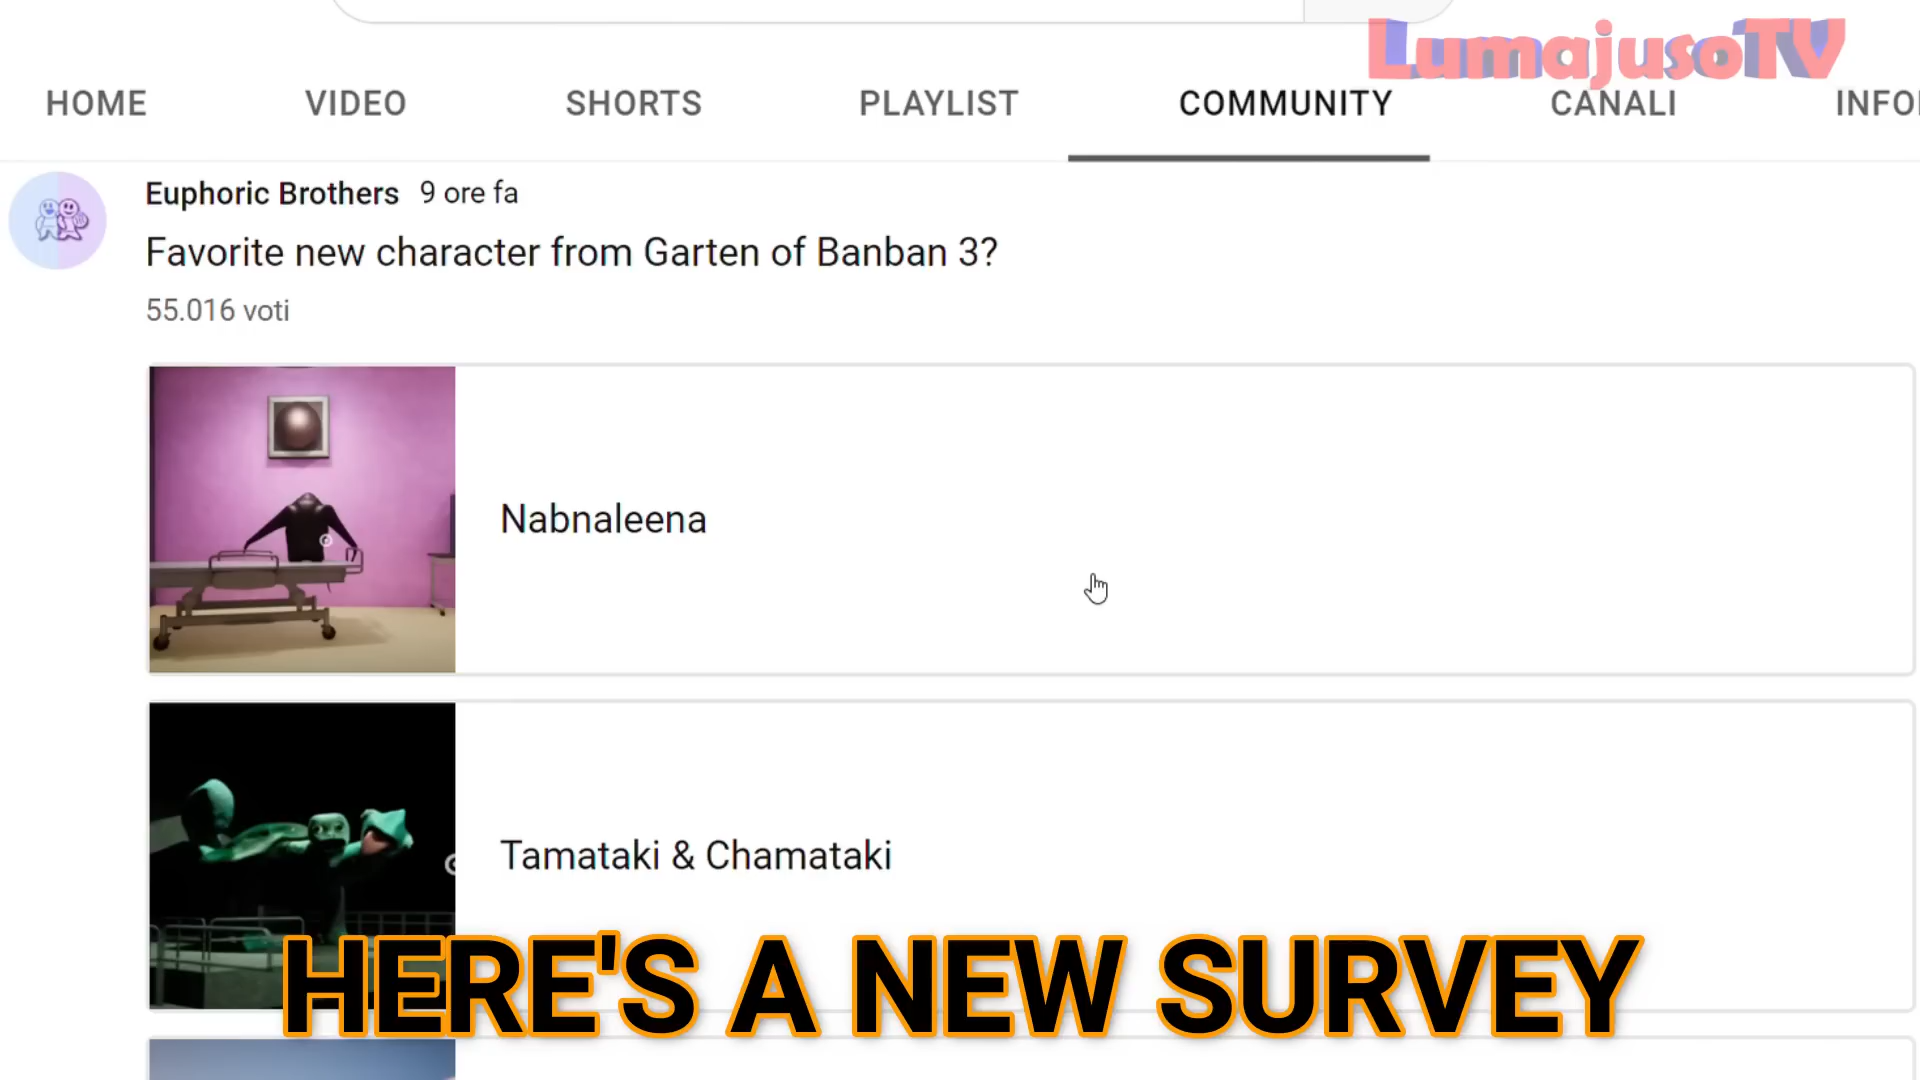 LumajusoTV
HOME VIDEO SHORTS PLAYLIST COMMUNITY CANALI INFO
Euphoric Brothers 9 ore fa
Favorite new character from Garten of Banban 3?
55.016 voti
Nabnaleena
Tamataki & Chamataki
HERE'S A NEW SURVEY